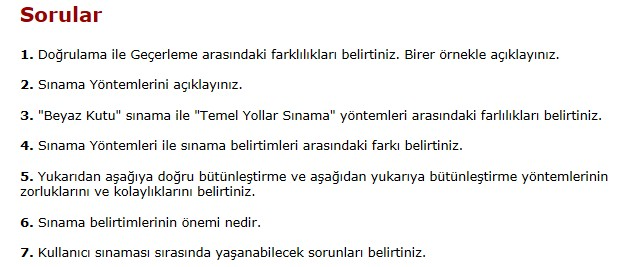 Sorular
1. Doğrulama ile Geçerleme arasındaki farklılıkları belirtiniz. Birer örnekle açıklayınız.
2. Sınama Yöntemlerini açıklayınız.
3. "Beyaz Kutu" sınama ile "Temel Yollar Sınama" yöntemleri arasındaki farlılıkları belirtiniz.
4. Sınama Yöntemleri ile sınama belirtimleri arasındaki farkı belirtiniz.
5. Yukarıdan aşağıya doğru bütünleştirme ve aşağıdan yukarıya bütünleştirme yöntemlerinin
zorluklarını ve kolaylıklarını belirtiniz.
6. Sınama belirtimlerinin önemi nedir.
7. Kullanıcı sınaması sırasında yaşanabilecek sorunları belirtiniz.